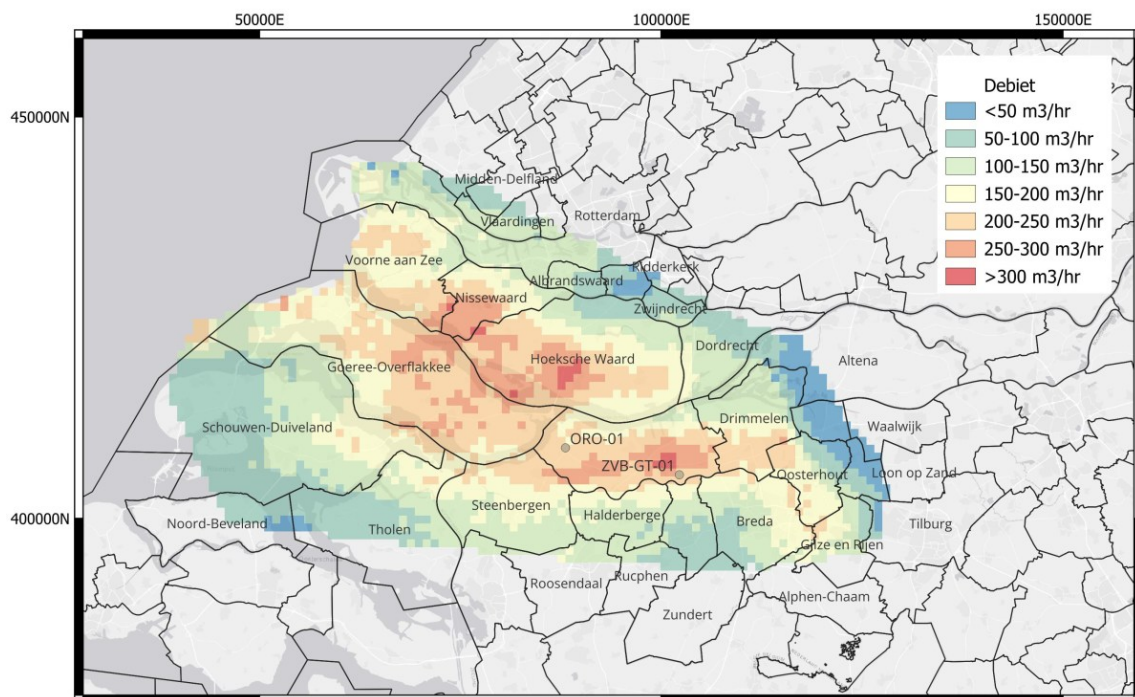 50000E
100000E
150000E
450000N
400000N
Debiet
<50 m3/hr
50-100 m3/hr
100-150 m3/hr
150-200 m3/hr
200-250 m3/hr
250-300 m3/hr
>300 m3/hr
Midden-Delfland
Vlaardingen
Rotterdam
Voorne aan Zee
Ridderkerk
Albrandswaard
Nissewaard
Zwijndrecht
Dordrecht
Hoeksche Waard
Altena
Goeree-Overflakkee
Drimmelen
Schouwen-Duiveland
Waalwijk
ORO-01
ZVB-GT-01
Oosterhout
Loon op Zand
Steenbergen
Halderberge
Breda
Noord-Beveland
Tholen
Tilburg
Gilze en Rijen
Roosendaal
Rucphen
Alphen-Chaam
Zundert